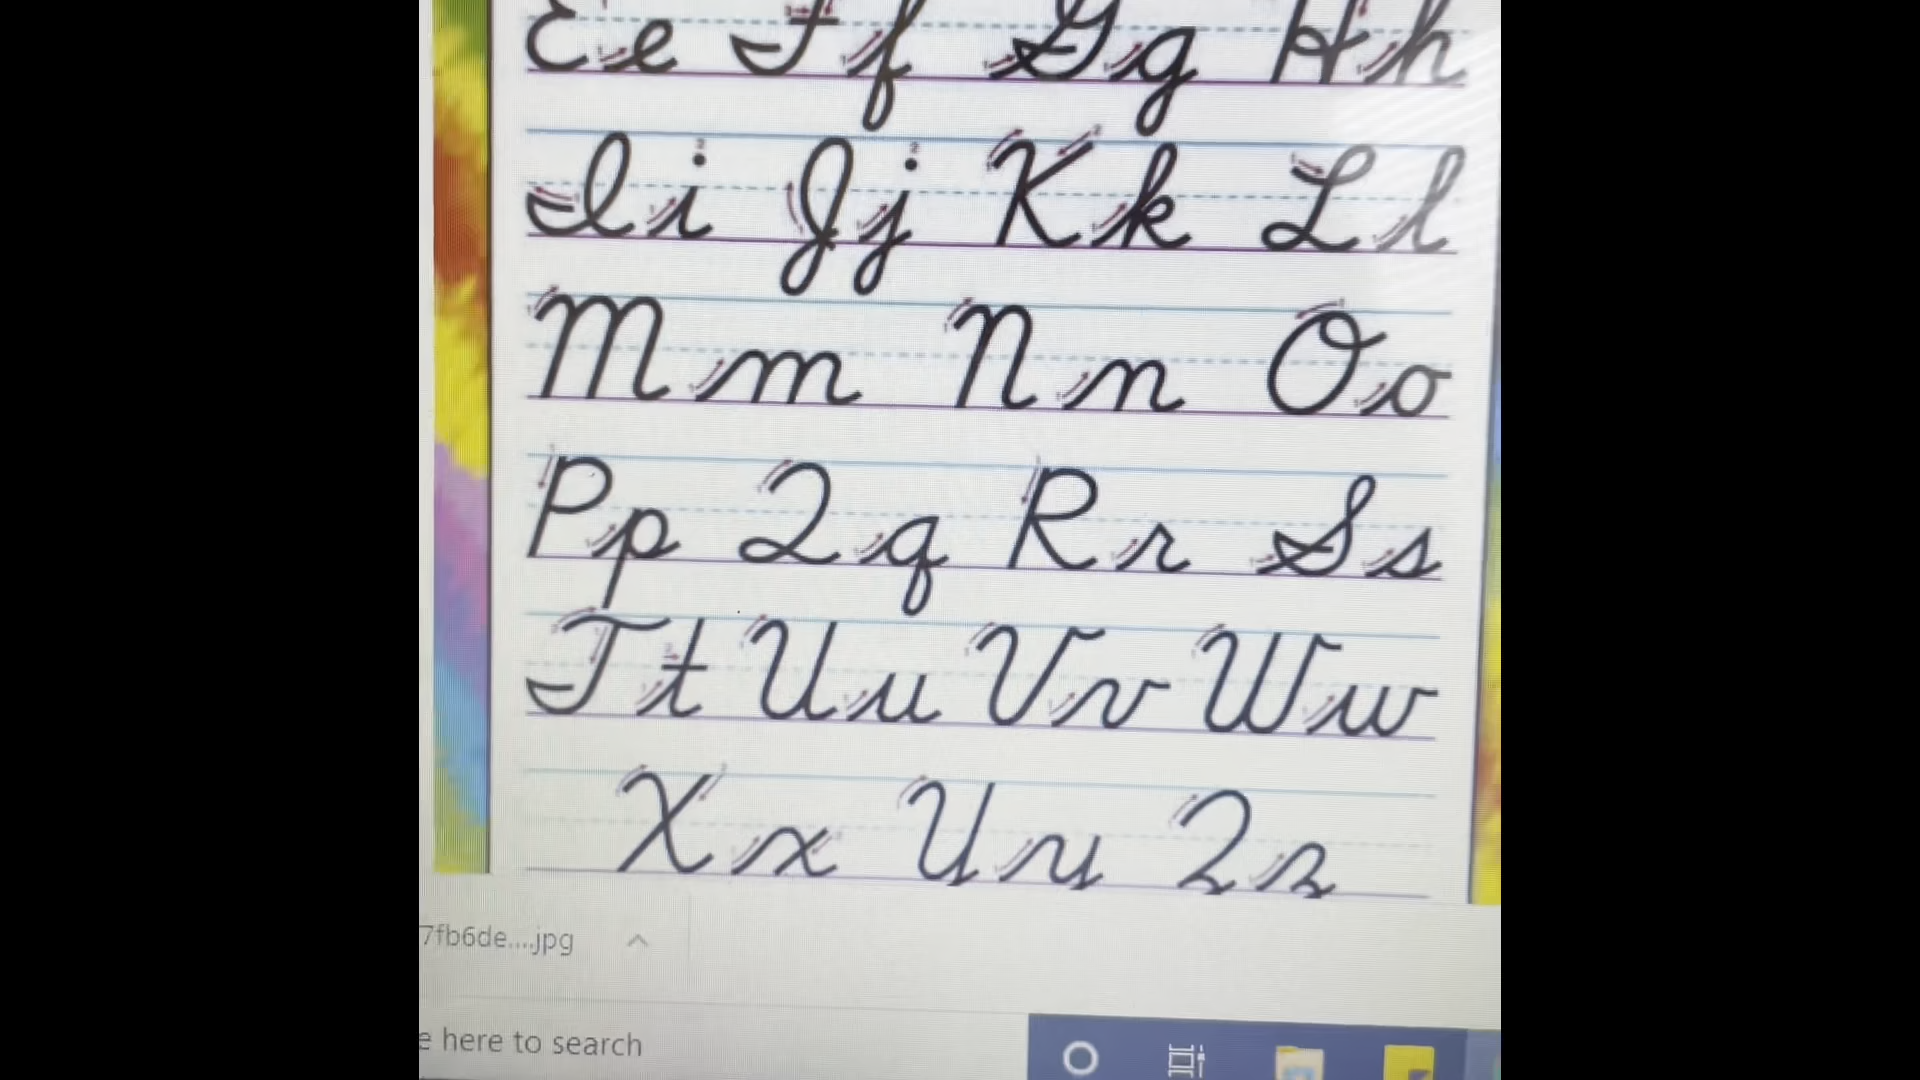 Ee Ff Gg Hh
Ii Jj Kk Ll
Mm Nn Oo
Pp Qq Rr Ss
Tt Uu Vv Ww
Xx Yy Zz
7fb6de....jpg
e here to search